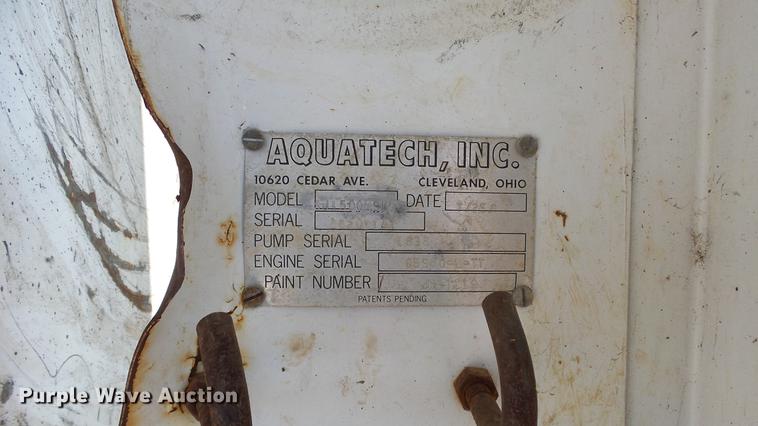 AQUATECH, INC.
10620 CEDAR AVE. CLEVELAND, OHIO
MODEL DATE
SERIAL
PUMP SERIAL
ENGINE SERIAL
PAINT NUMBER
PATENTS PENDING
Purple Wave Auction